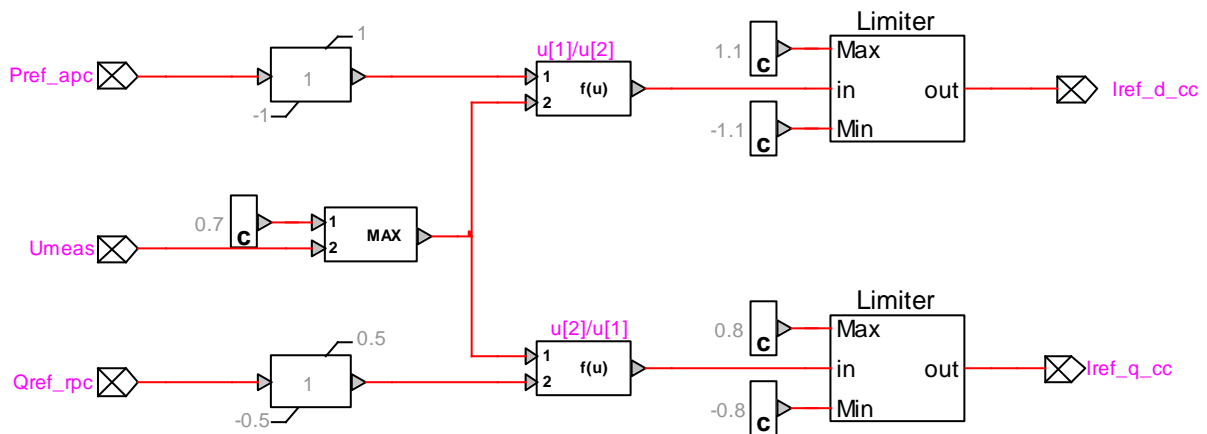 Pref_apc
1
1
-1
u[1]/u[2]
1
2
f(u)
1.1
C
-1.1
C
Limiter
Max
in
Min
out
Iref_d_cc
Umeas
0.7
C
1
2
MAX
Qref_rpc
0.5
1
-0.5
u[2]/u[1]
1
2
f(u)
0.8
C
-0.8
C
Limiter
Max
in
Min
out
Iref_q_cc